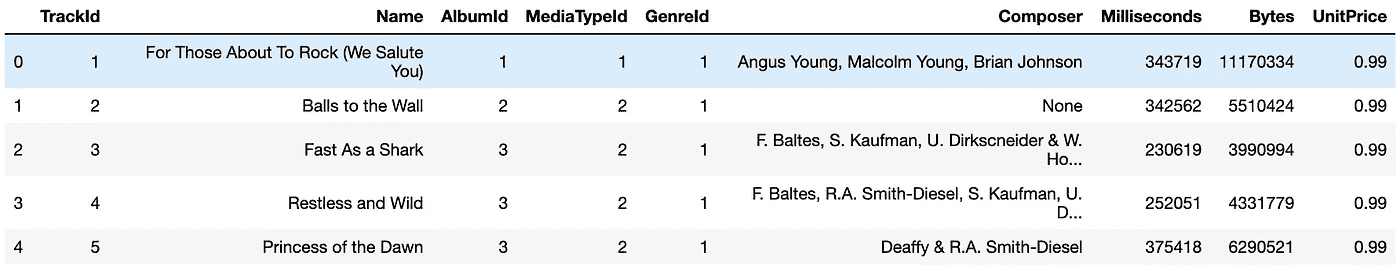 TrackId Name AlbumId MediaTypeId GenreId Composer Milliseconds Bytes UnitPrice
0 1 For Those About To Rock (We Salute You) 1 1 1 Angus Young, Malcolm Young, Brian Johnson 343719 11170334 0.99
1 2 Balls to the Wall 2 2 1 None 342562 5510424 0.99
2 3 Fast As a Shark 3 2 1 F. Baltes, S. Kaufman, U. Dirkscneider & W. Ho... 230619 3990994 0.99
3 4 Restless and Wild 3 2 1 F. Baltes, R.A. Smith-Diesel, S. Kaufman, U. D... 252051 4331779 0.99
4 5 Princess of the Dawn 3 2 1 Deaffy & R.A. Smith-Diesel 375418 6290521 0.99